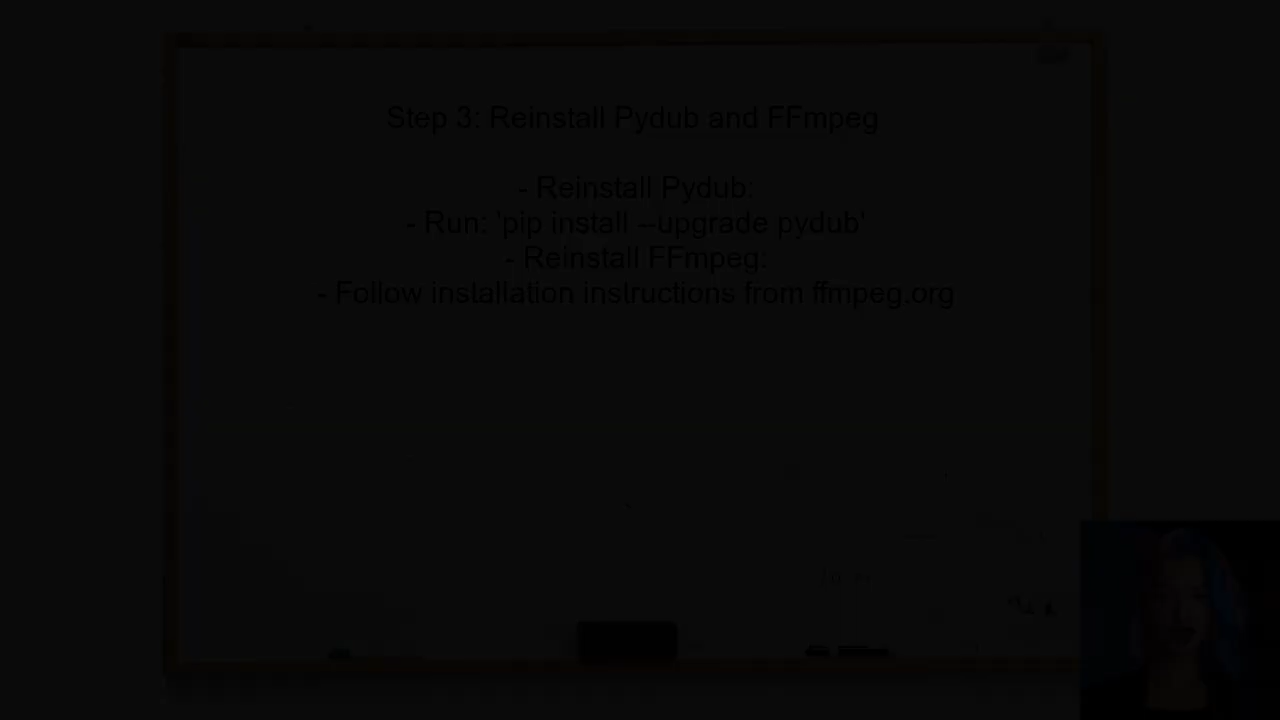 Step 3: Reinstall Pydub and FFmpeg
- Reinstall Pydub:
- Run: 'pip install --upgrade pydub'
- Reinstall FFmpeg:
- Follow installation instructions from ffmpeg.org